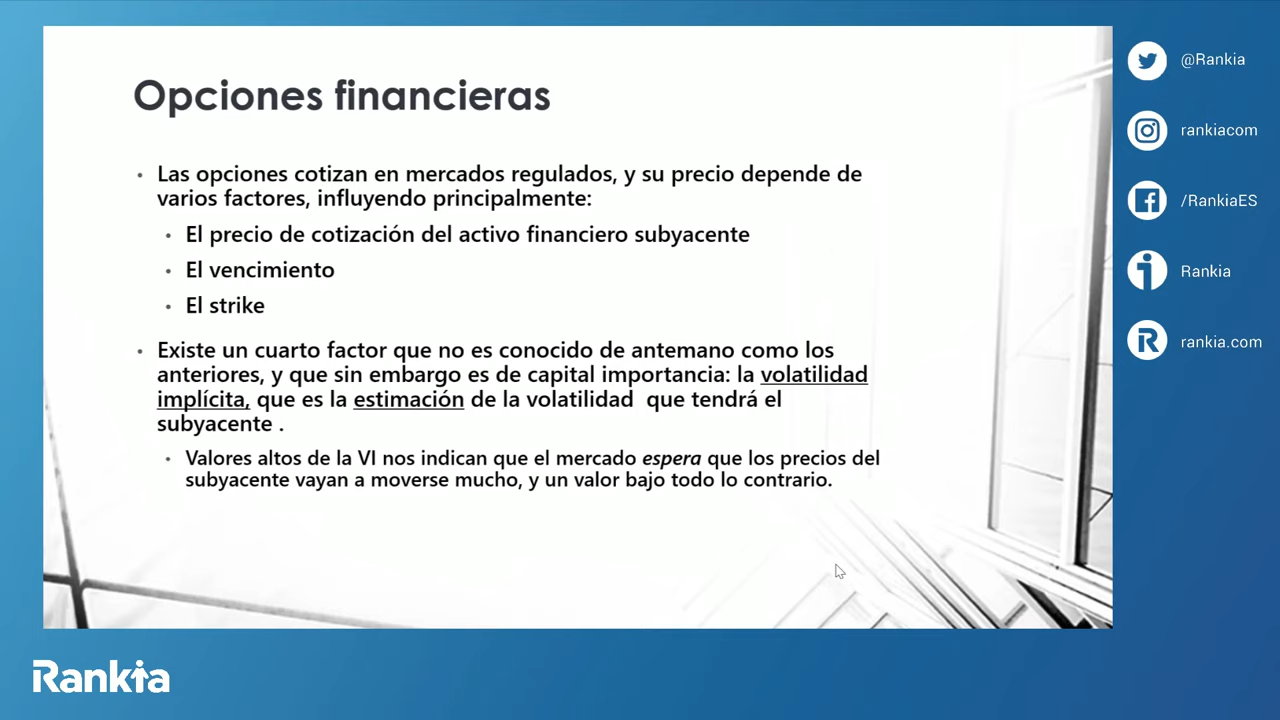 Opciones financieras
• Las opciones cotizan en mercados regulados, y su precio depende de
varios factores, influyendo principalmente:
• El precio de cotización del activo financiero subyacente
• El vencimiento
• El strike
• Existe un cuarto factor que no es conocido de antemano como los
anteriores, y que sin embargo es de capital importancia: la volatilidad
implícita, que es la estimación de la volatilidad que tendrá el
subyacente .
• Valores altos de la VI nos indican que el mercado espera que los precios del
subyacente vayan a moverse mucho, y un valor bajo todo lo contrario.
@Rankia
rankiacom
/RankiaES
Rankia
rankia.com
Rankia